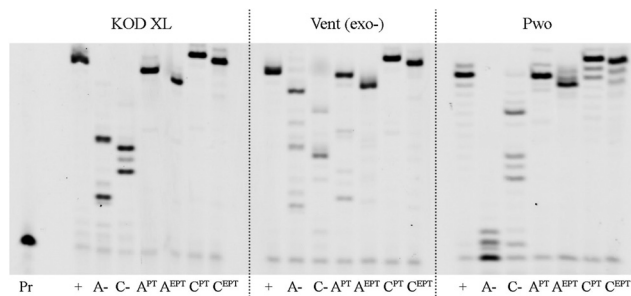 KOD XL Vent (exo-) Pwo
Pr + A- C- A^PT A^EPT C^PT C^EPT + A- C- A^PT A^EPT C^PT C^EPT + A- C- A^PT A^EPT C^PT C^EPT